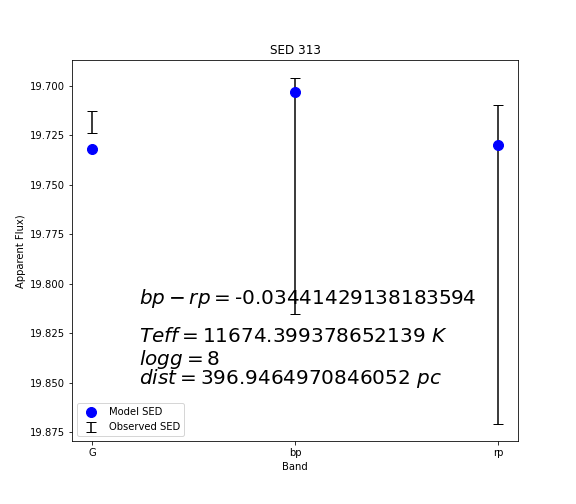 SED 313
19.700
19.725
19.750
19.775
19.800
19.825
19.850
19.875
Apparent Flux)
bp − rp = -0.03441429138183594
Teff = 11674.399378652139 K
logg = 8
dist = 396.9464970846052 pc
Model SED
Observed SED
G bp rp
Band